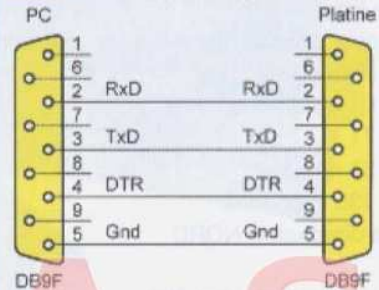 PC Platine
1 1
6 6
2 RxD RxD 2
7 7
3 TxD TxD 3
8 8
4 DTR DTR 4
9 9
5 Gnd Gnd 5
DB9F DB9F